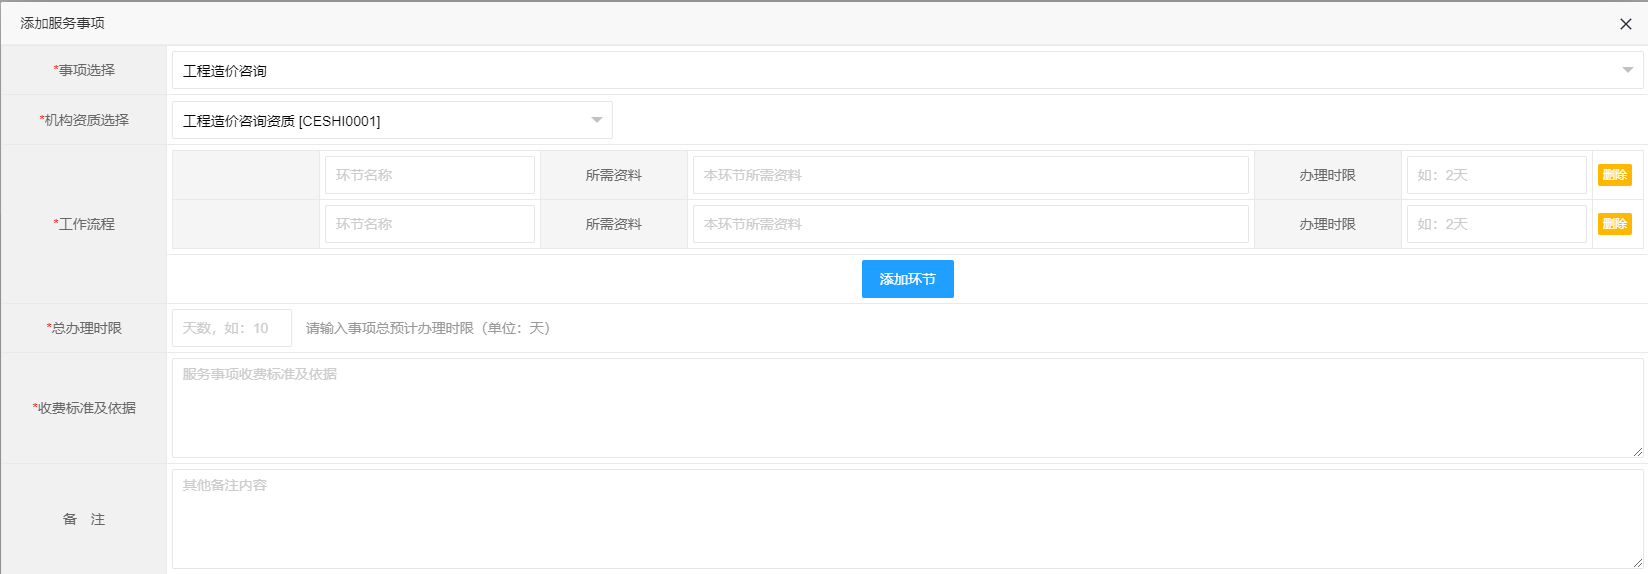 添加服务事项
*事项选择 工程造价咨询
*机构资质选择 工程造价咨询资质 [CESHI0001]
*工作流程
环节名称 所需资料 本环节所需资料 办理时限 如：2天 删除
环节名称 所需资料 本环节所需资料 办理时限 如：2天 删除
添加环节
*总办理时限 天数，如：10 请输入事项总预计办理时限（单位：天）
*收费标准及依据 服务事项收费标准及依据
备 注 其他备注内容